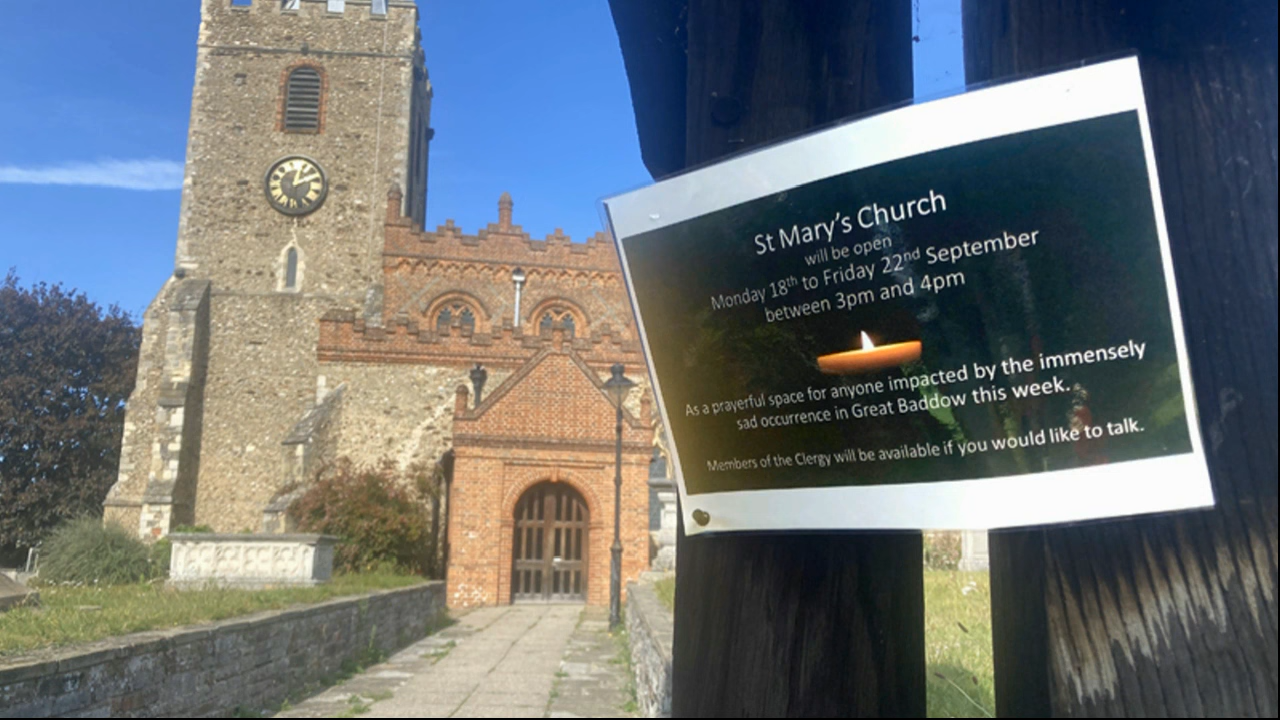 St Mary's Church
will be open
Monday 18th to Friday 22nd September
between 3pm and 4pm
As a prayerful space for anyone impacted by the immensely
sad occurrence in Great Baddow this week.
Members of the Clergy will be available if you would like to talk.